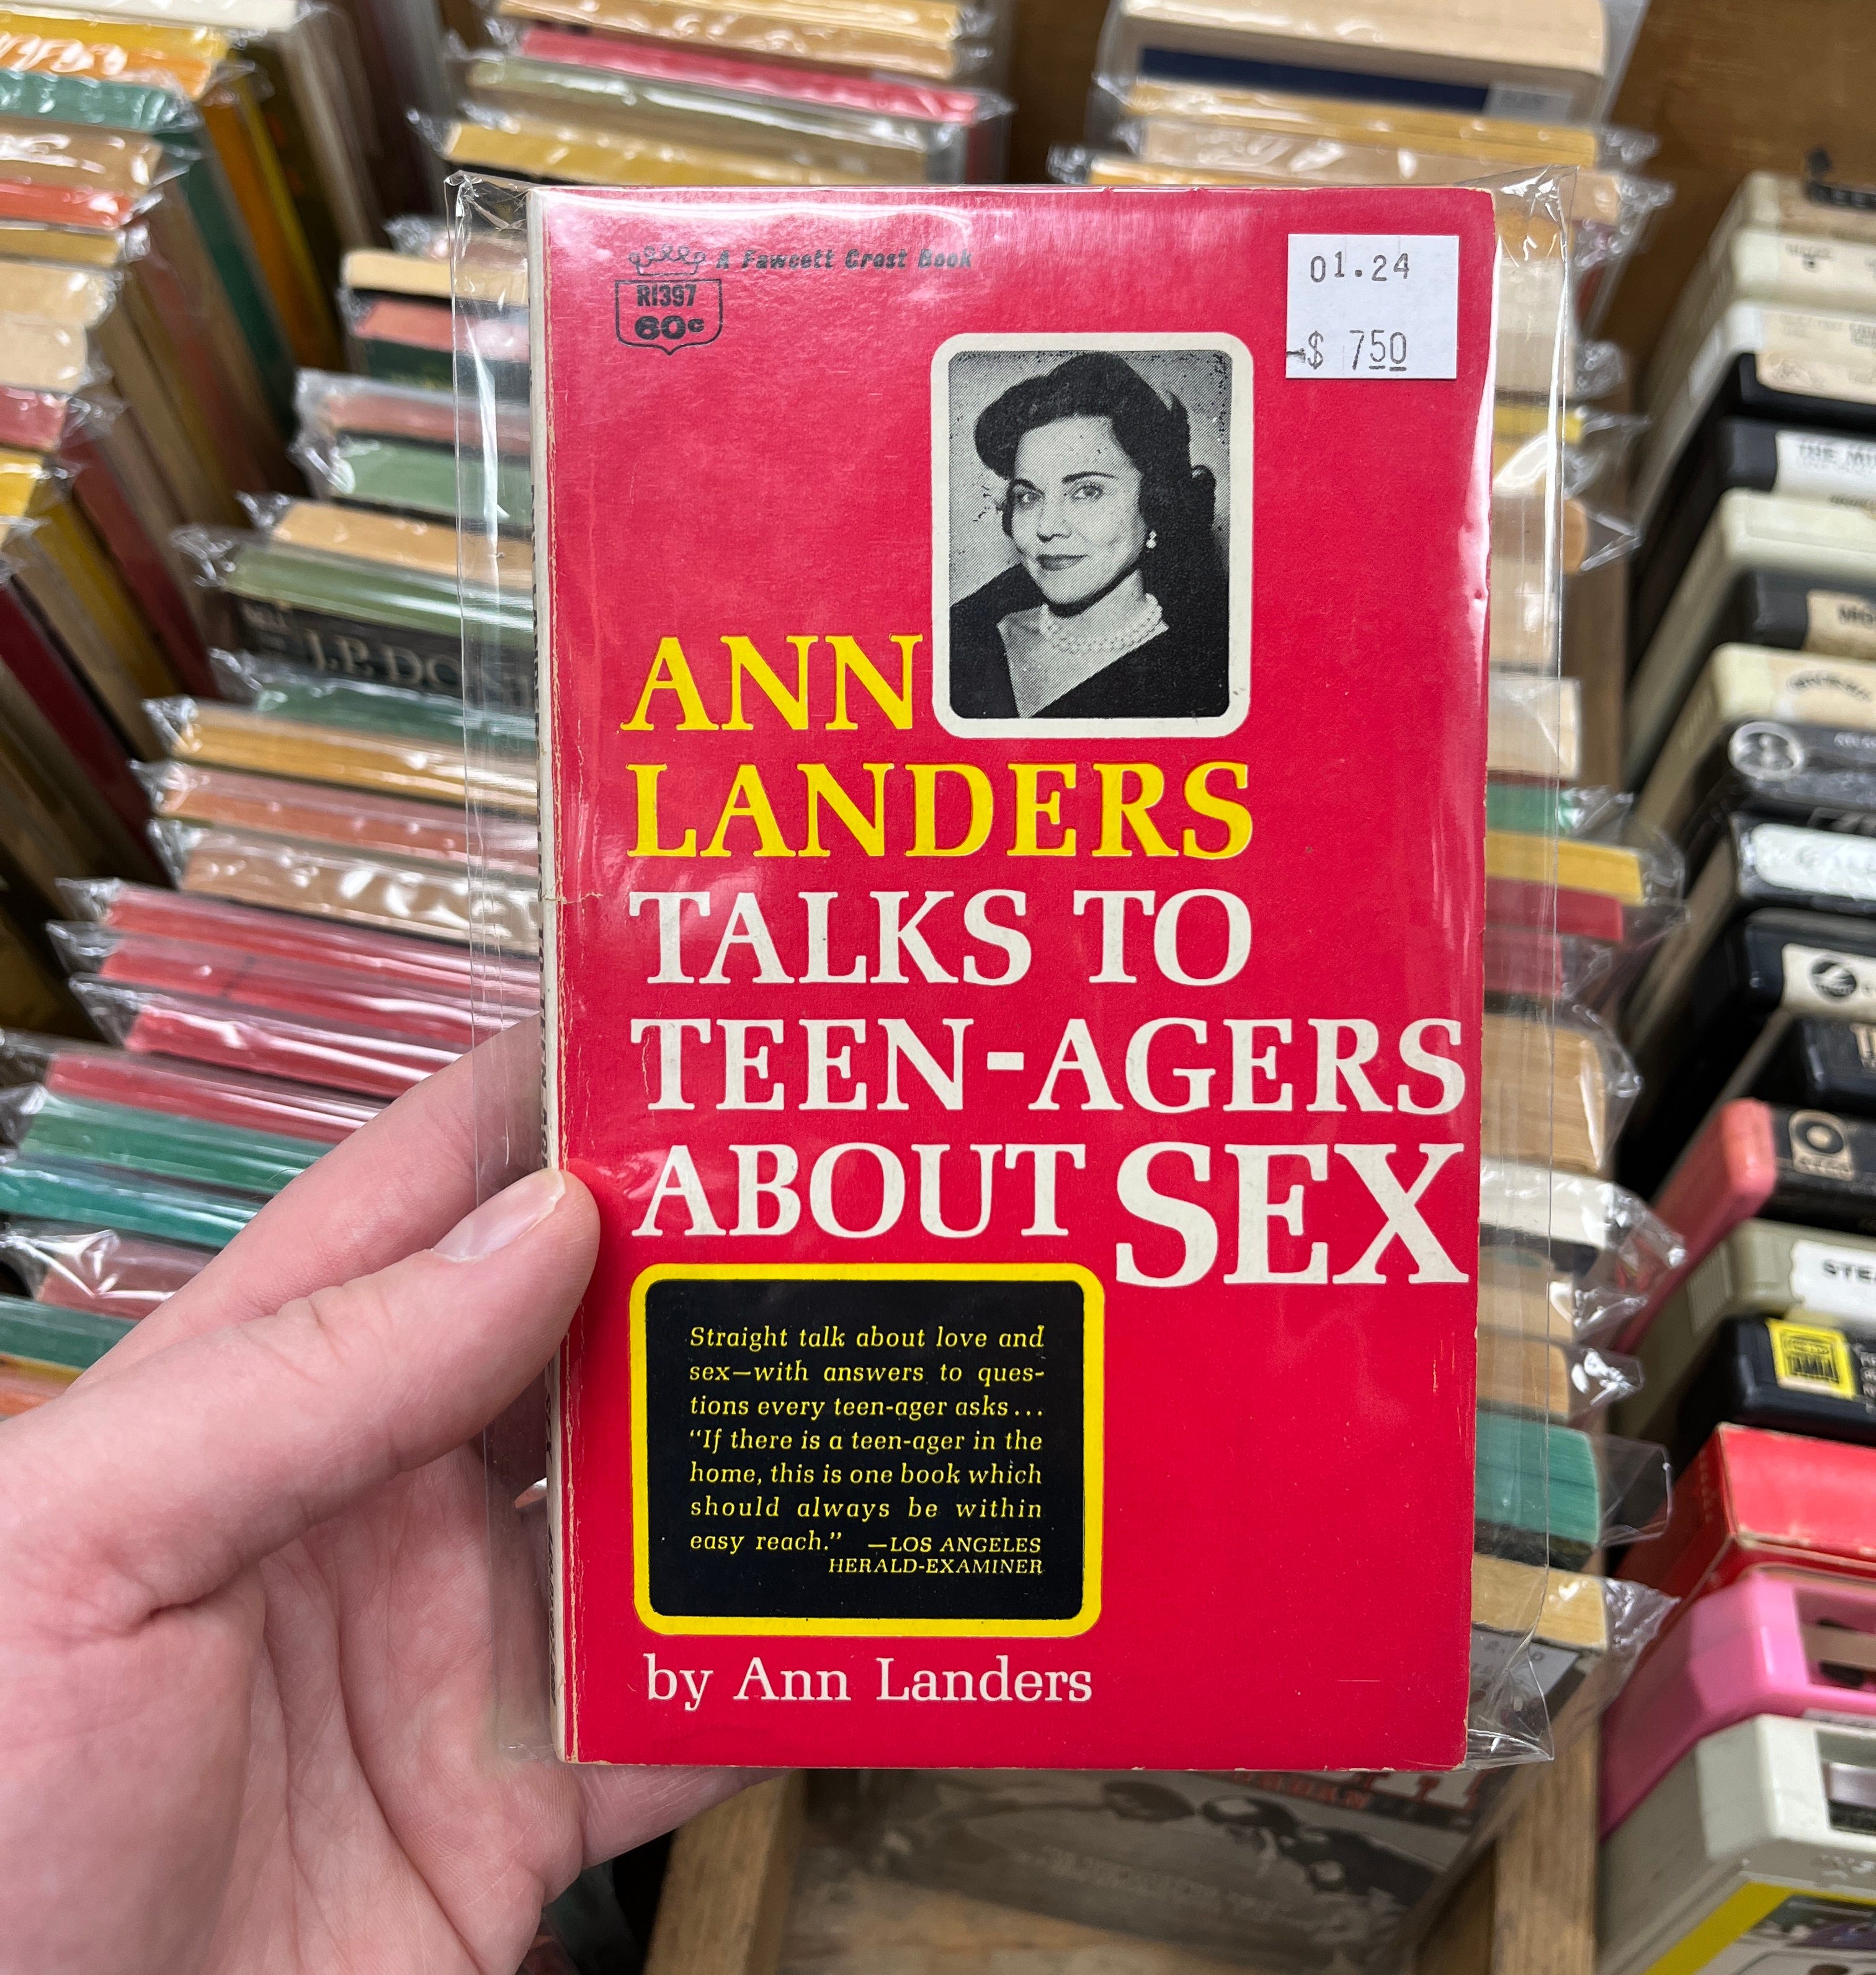 A Fawcett Crest Book
R1397
60¢
01.24
$ 750
ANN
LANDERS
TALKS TO
TEEN-AGERS
ABOUT SEX
Straight talk about love and
sex—with answers to ques-
tions every teen-ager asks...
“If there is a teen-ager in the
home, this is one book which
should always be within
easy reach.” —LOS ANGELES
HERALD-EXAMINER
by Ann Landers
J.P.
THE